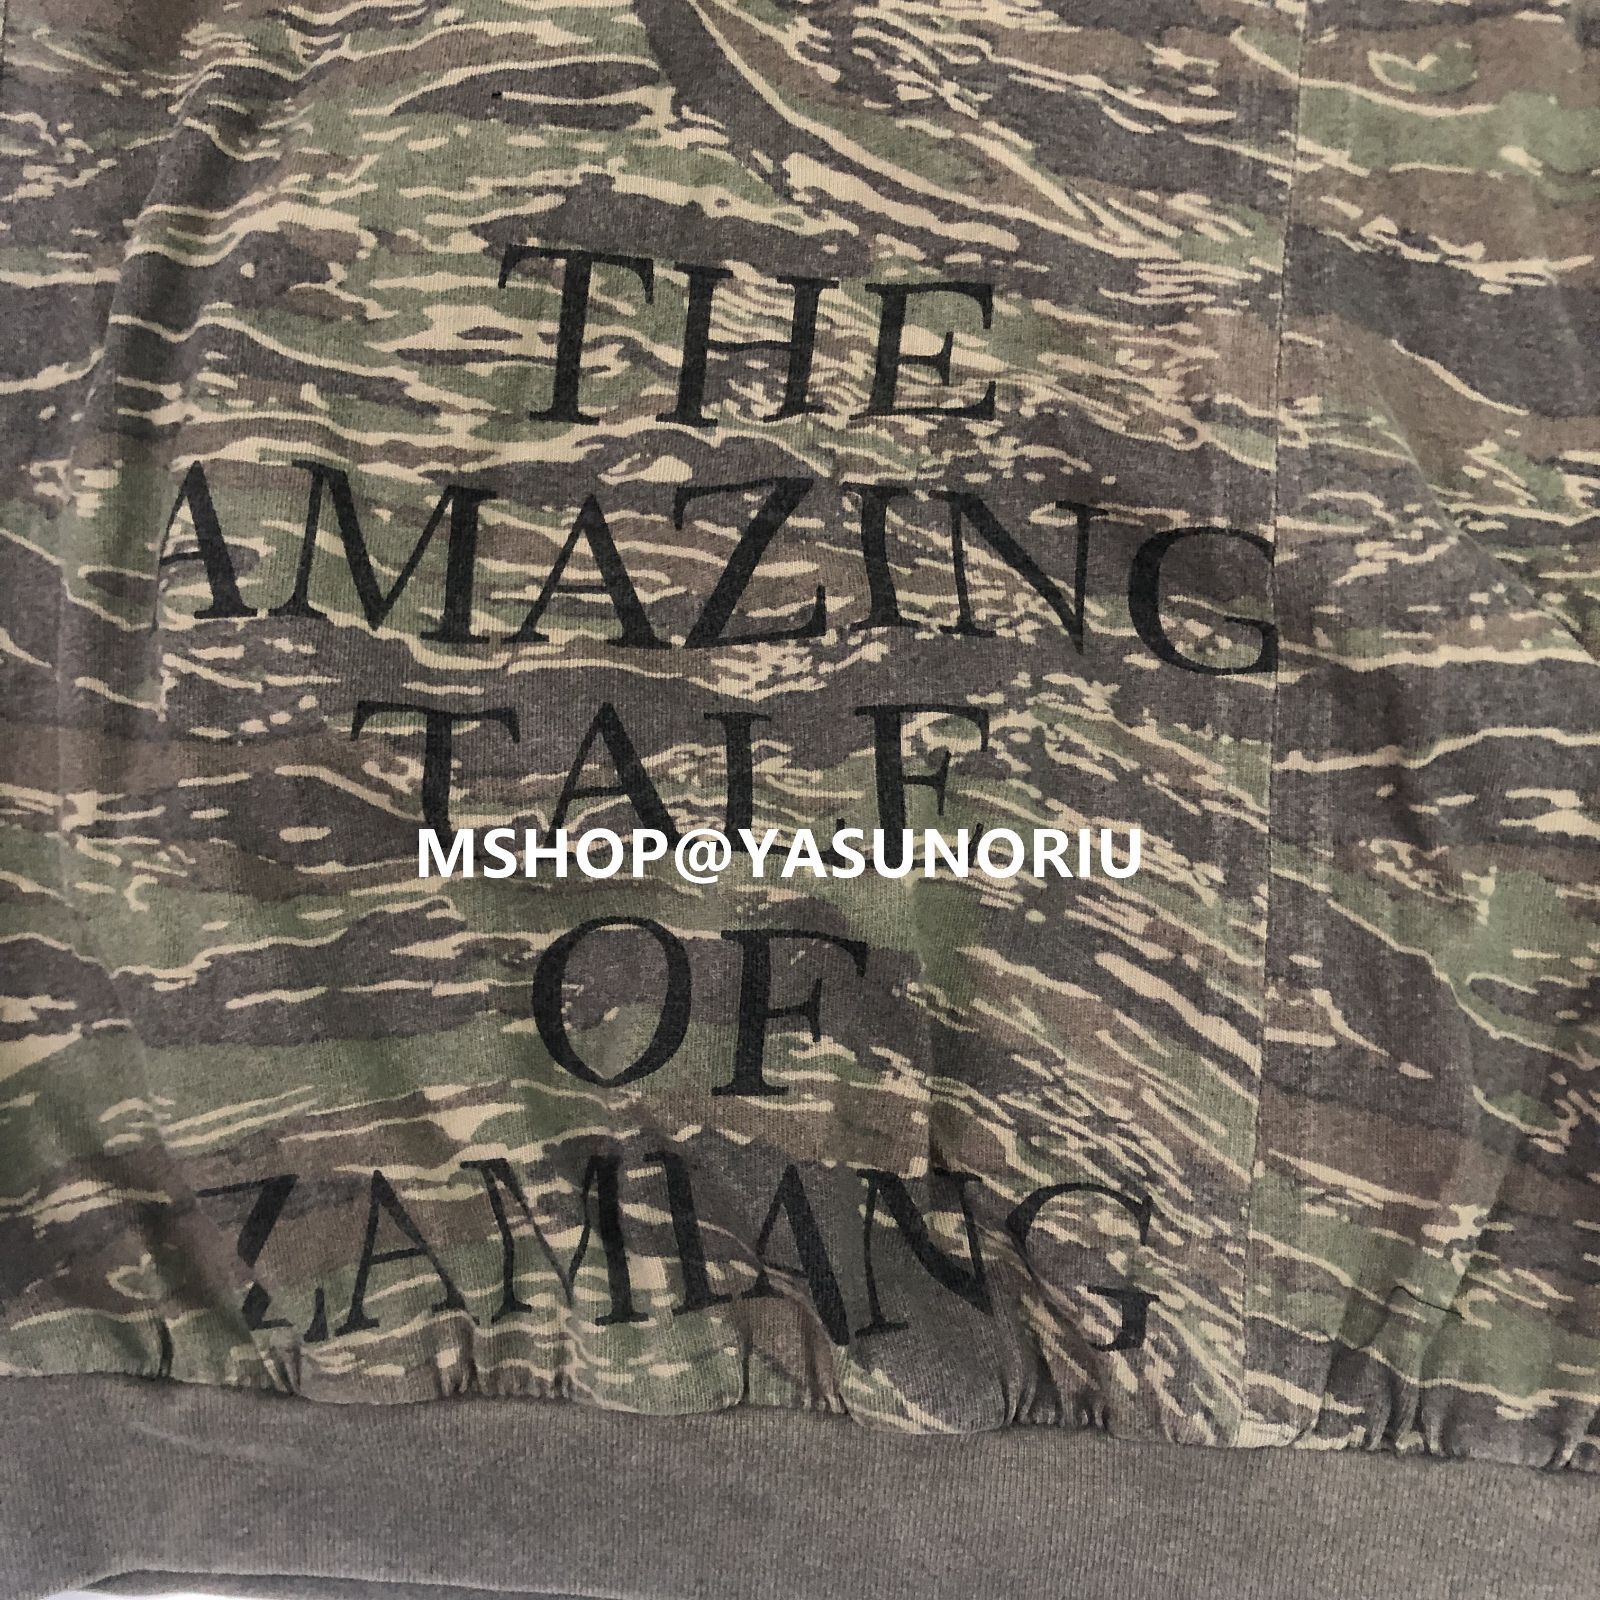 THE
AMAZING
TALE
MSHOP@YASUNORIU
OF
ZAMIANG